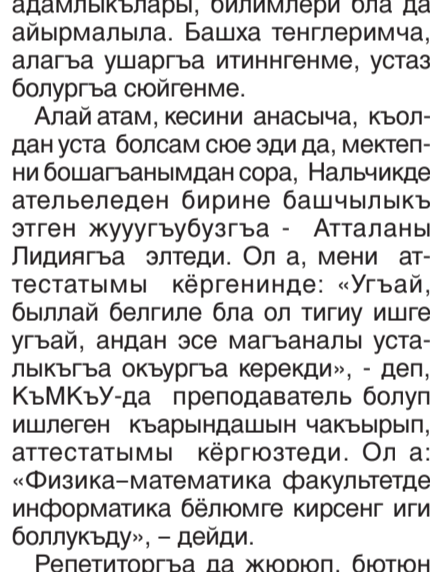 адамлыкълары, билимлери бла да
айырмалыла. Башха тенглеримча,
алагъа ушаргъа итиннгенме, устаз
болургъа сюйгенме.
Алай атам, кесини анасыча, къол-
дан уста болсам сюе эди да, мектеп-
ни бошагъанымдан сора, Нальчикде
ательеледен бирине башчылыкъ
этген жууугъубузгъа - Атталаны
Лидиягъа элтеди. Ол а, мени ат-
тестатымы кёргенинде: «Угъай,
быллай белгиле бла ол тигиу ишге
угъай, андан эсе магъаналы уста-
лыкъгъа окъургъа керекди», - деп,
КъМКъУ-да преподаватель болуп
ишлеген къарындашын чакъырып,
аттестатымы кёргюзтеди. Ол а:
«Физика–математика факультетде
информатика бёлюмге кирсенг иги
боллукъду», – дейди.
Репетиторгъа да жюрюп, бютюн